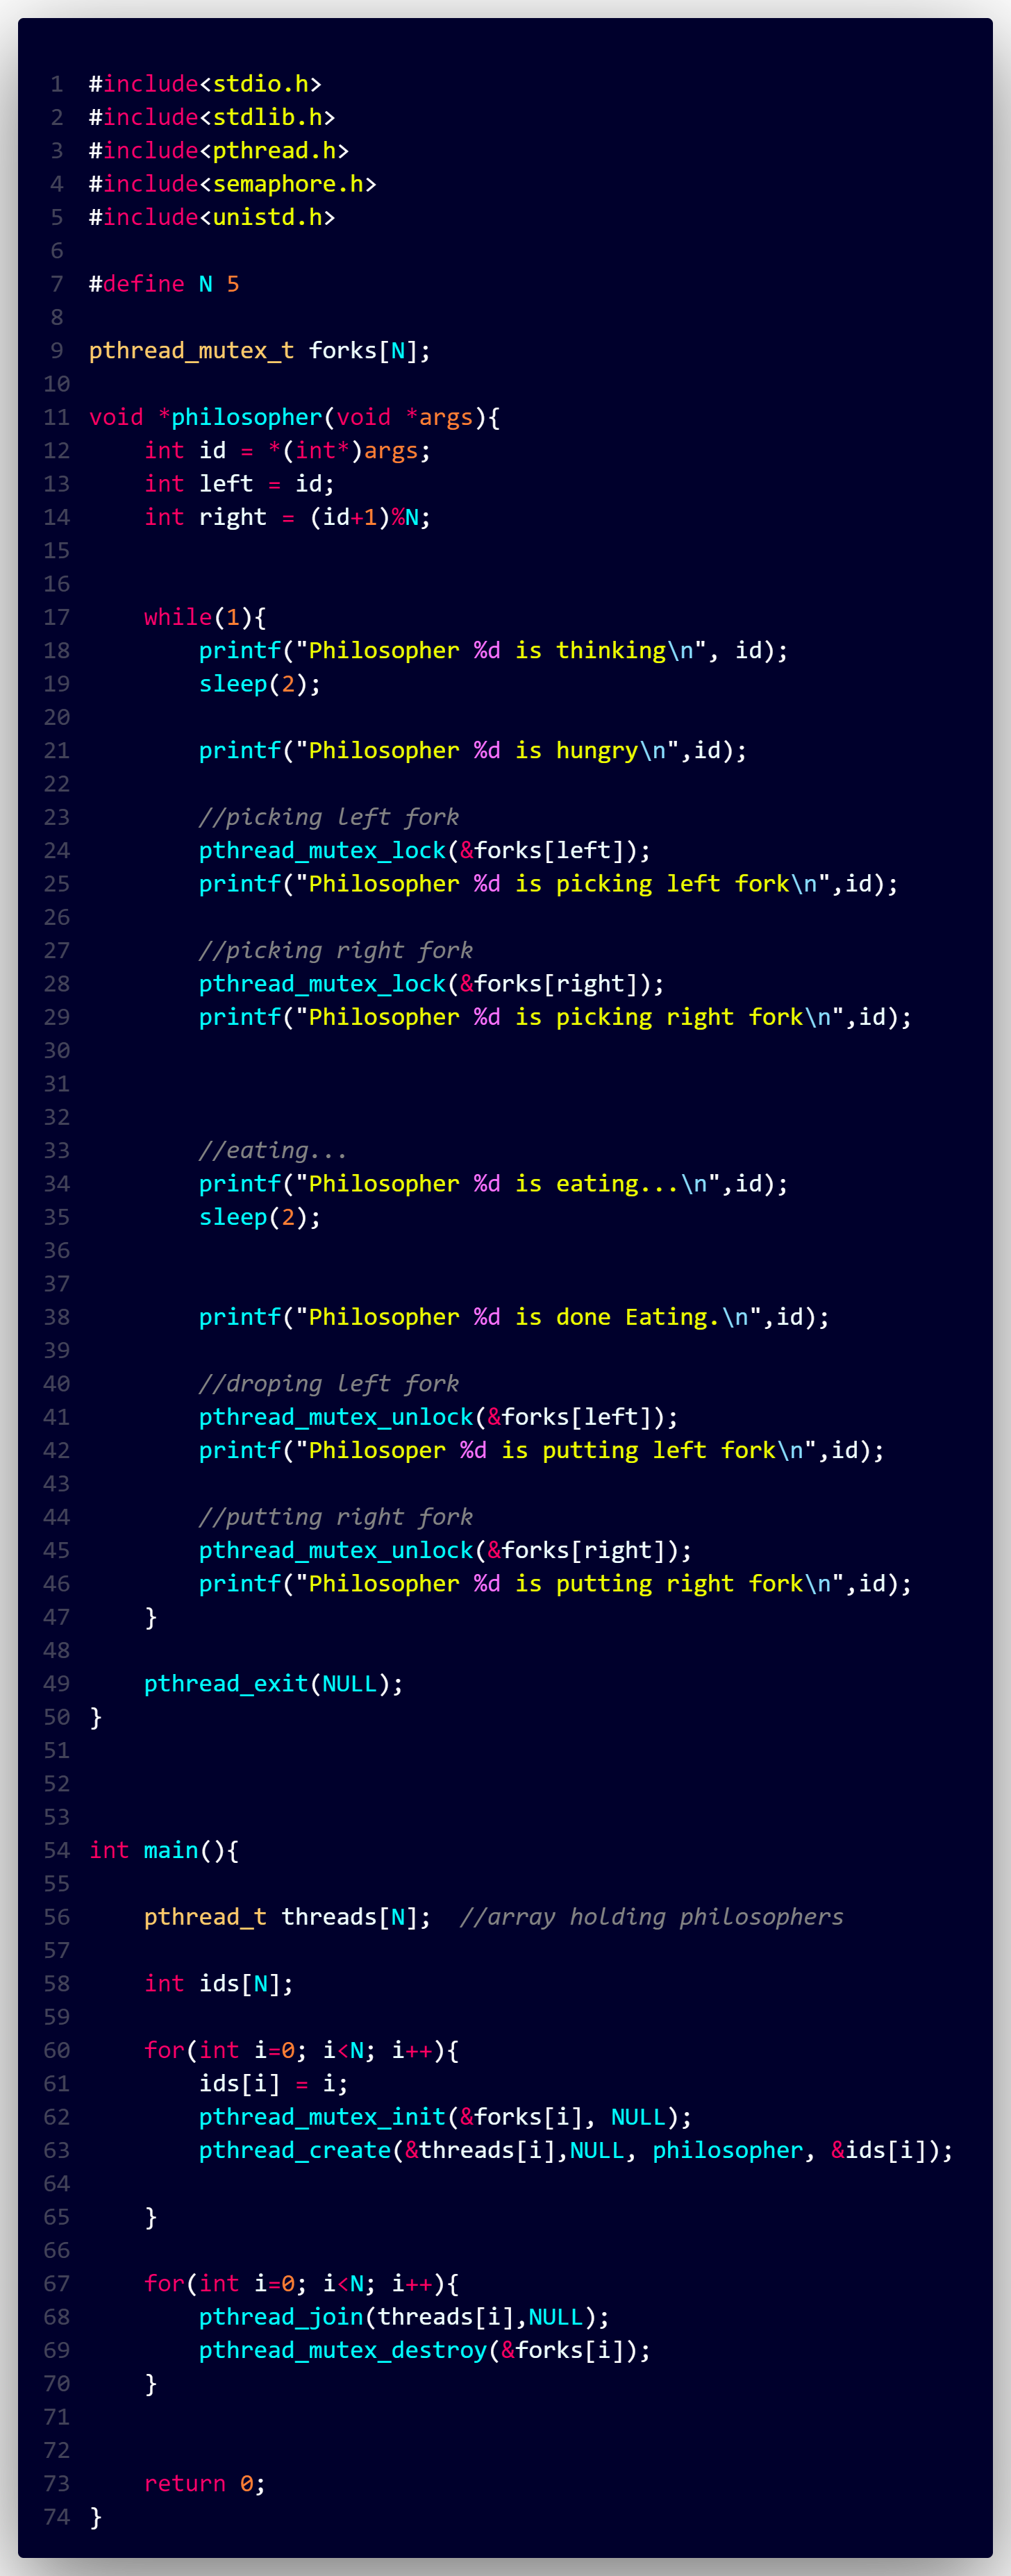 1 #include<stdio.h>
2 #include<stdlib.h>
3 #include<pthread.h>
4 #include<semaphore.h>
5 #include<unistd.h>
6
7 #define N 5
8
9 pthread_mutex_t forks[N];
10
11 void *philosopher(void *args){
12     int id = *(int*)args;
13     int left = id;
14     int right = (id+1)%N;
15
16
17     while(1){
18         printf("Philosopher %d is thinking\n", id);
19         sleep(2);
20
21         printf("Philosopher %d is hungry\n",id);
22
23         //picking left fork
24         pthread_mutex_lock(&forks[left]);
25         printf("Philosopher %d is picking left fork\n",id);
26
27         //picking right fork
28         pthread_mutex_lock(&forks[right]);
29         printf("Philosopher %d is picking right fork\n",id);
30
31
32
33         //eating...
34         printf("Philosopher %d is eating...\n",id);
35         sleep(2);
36
37
38         printf("Philosopher %d is done Eating.\n",id);
39
40         //droping left fork
41         pthread_mutex_unlock(&forks[left]);
42         printf("Philosoper %d is putting left fork\n",id);
43
44         //putting right fork
45         pthread_mutex_unlock(&forks[right]);
46         printf("Philosopher %d is putting right fork\n",id);
47     }
48
49     pthread_exit(NULL);
50 }
51
52
53
54 int main(){
55
56     pthread_t threads[N];  //array holding philosophers
57
58     int ids[N];
59
60     for(int i=0; i<N; i++){
61         ids[i] = i;
62         pthread_mutex_init(&forks[i], NULL);
63         pthread_create(&threads[i],NULL, philosopher, &ids[i]);
64
65     }
66
67     for(int i=0; i<N; i++){
68         pthread_join(threads[i],NULL);
69         pthread_mutex_destroy(&forks[i]);
70     }
71
72
73     return 0;
74 }